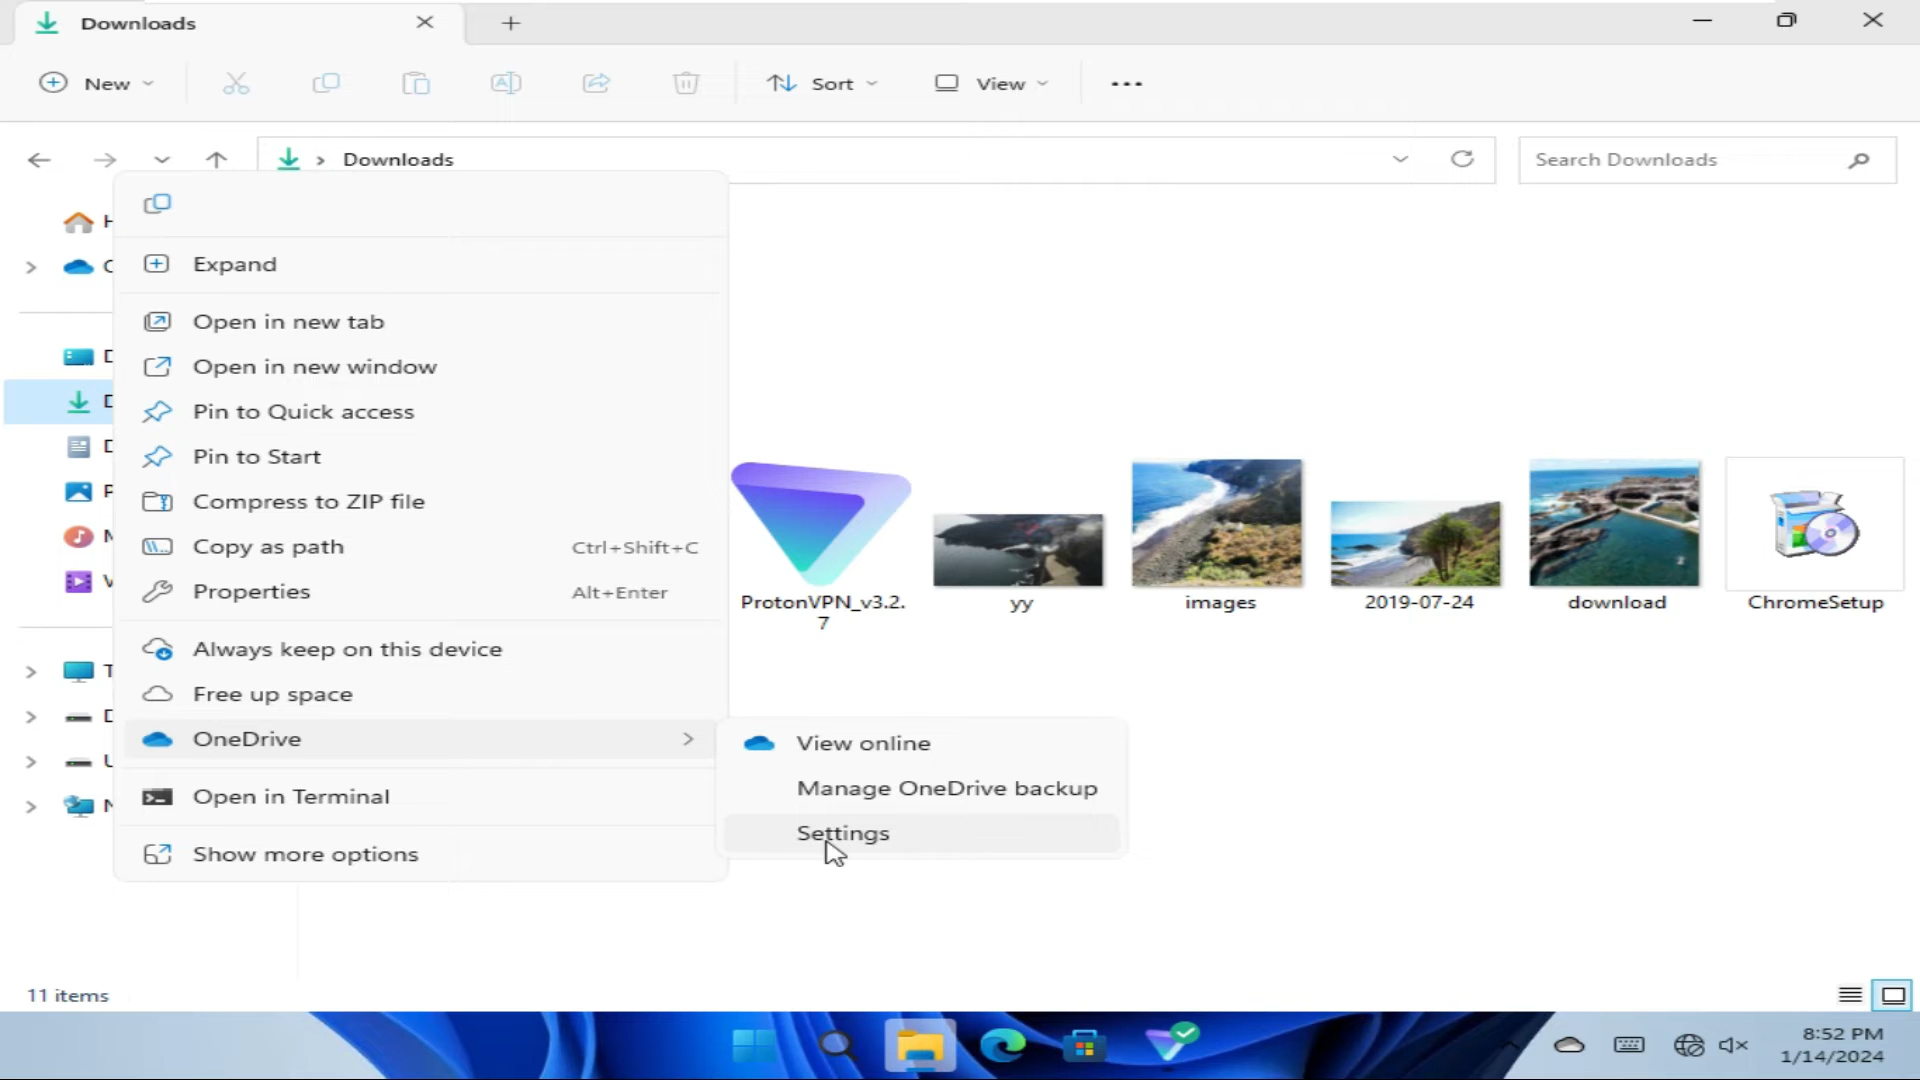 Downloads
New
Sort
View
Downloads
Search Downloads
Expand
Open in new tab
Open in new window
Pin to Quick access
Pin to Start
Compress to ZIP file
Copy as path Ctrl+Shift+C
Properties Alt+Enter
Always keep on this device
Free up space
OneDrive
Open in Terminal
Show more options
View online
Manage OneDrive backup
Settings
ProtonVPN_v3.2.
7
yy
images
2019-07-24
download
ChromeSetup
11 items
8:52 PM
1/14/2024